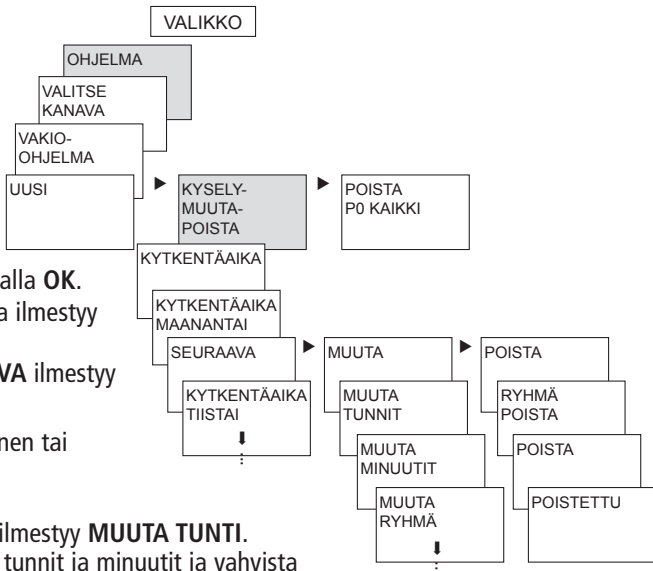 VALIKKO
OHJELMA
VALITSE
KANAVA
VAKIO-
OHJELMA
UUSI
KYSELY-
MUUTA-
POISTA
POISTA
P0 KAIKKI
KYTKENTÄAIKA
alla OK.
KYTKENTÄAIKA
MAANANTAI
a ilmestyy
SEURAAVA
MUUTA
POISTA
VA ilmestyy
KYTKENTÄAIKA
TIISTAI
MUUTA
TUNNIT
RYHMÄ
POISTA
nen tai
MUUTA
MINUUTIT
POISTA
MUUTA
RYHMÄ
POISTETTU
ilmestyy MUUTA TUNTI.
tunnit ja minuutit ja vahvista